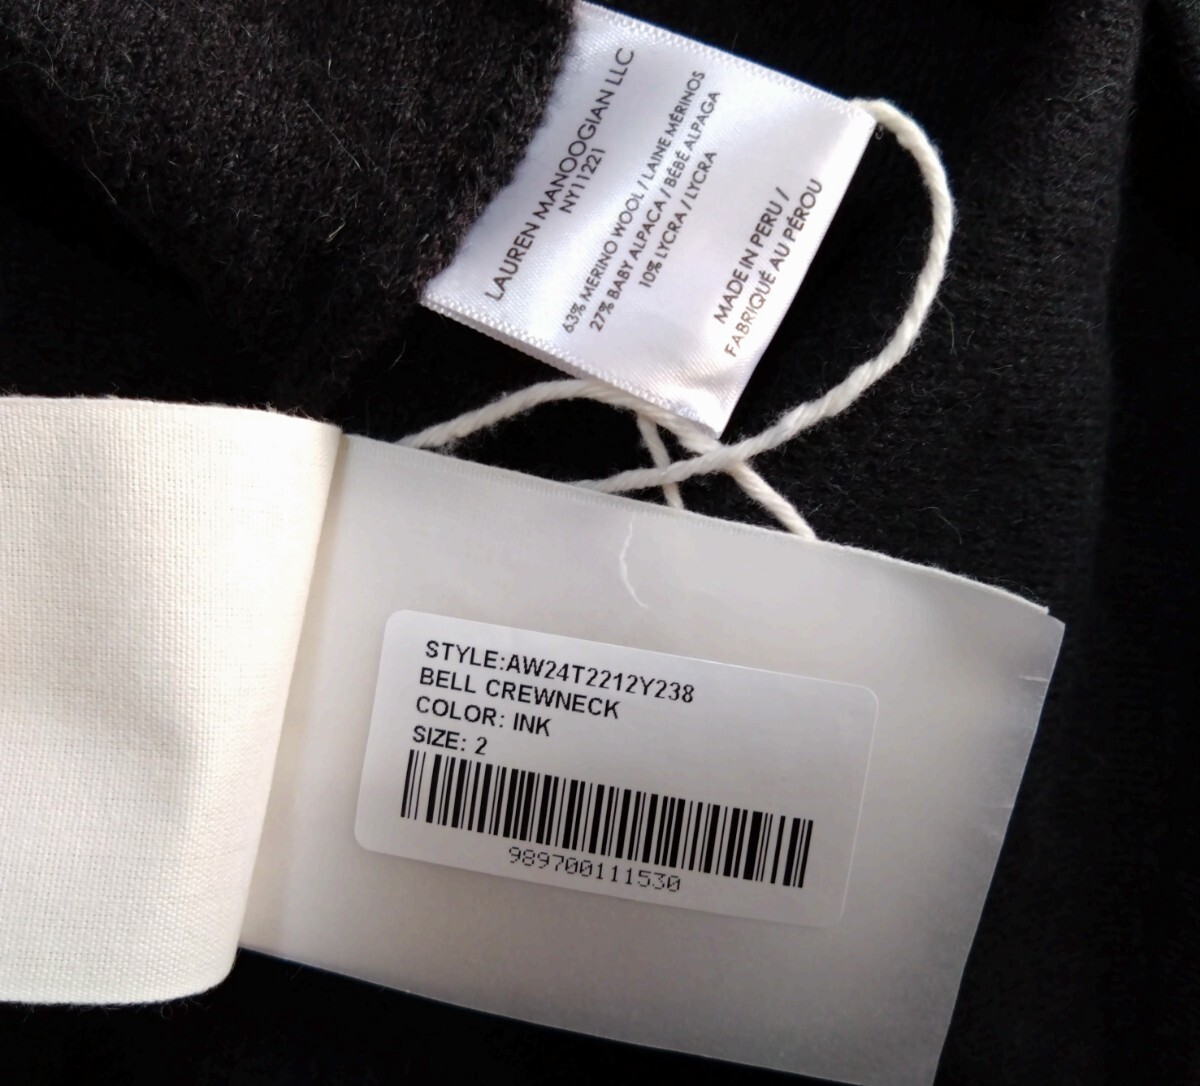 LAUREN MANOOGIAN LLC
NY11221
63% MERINO WOOL / LAINE MÉRINOS
27% BABY ALPACA / BÉBÉ ALPAGA
10% LYCRA / LYCRA
MADE IN PERU /
FABRIQUÉ AU PÉROU
STYLE:AW24T2212Y238
BELL CREWNECK
COLOR: INK
SIZE: 2
989700111530